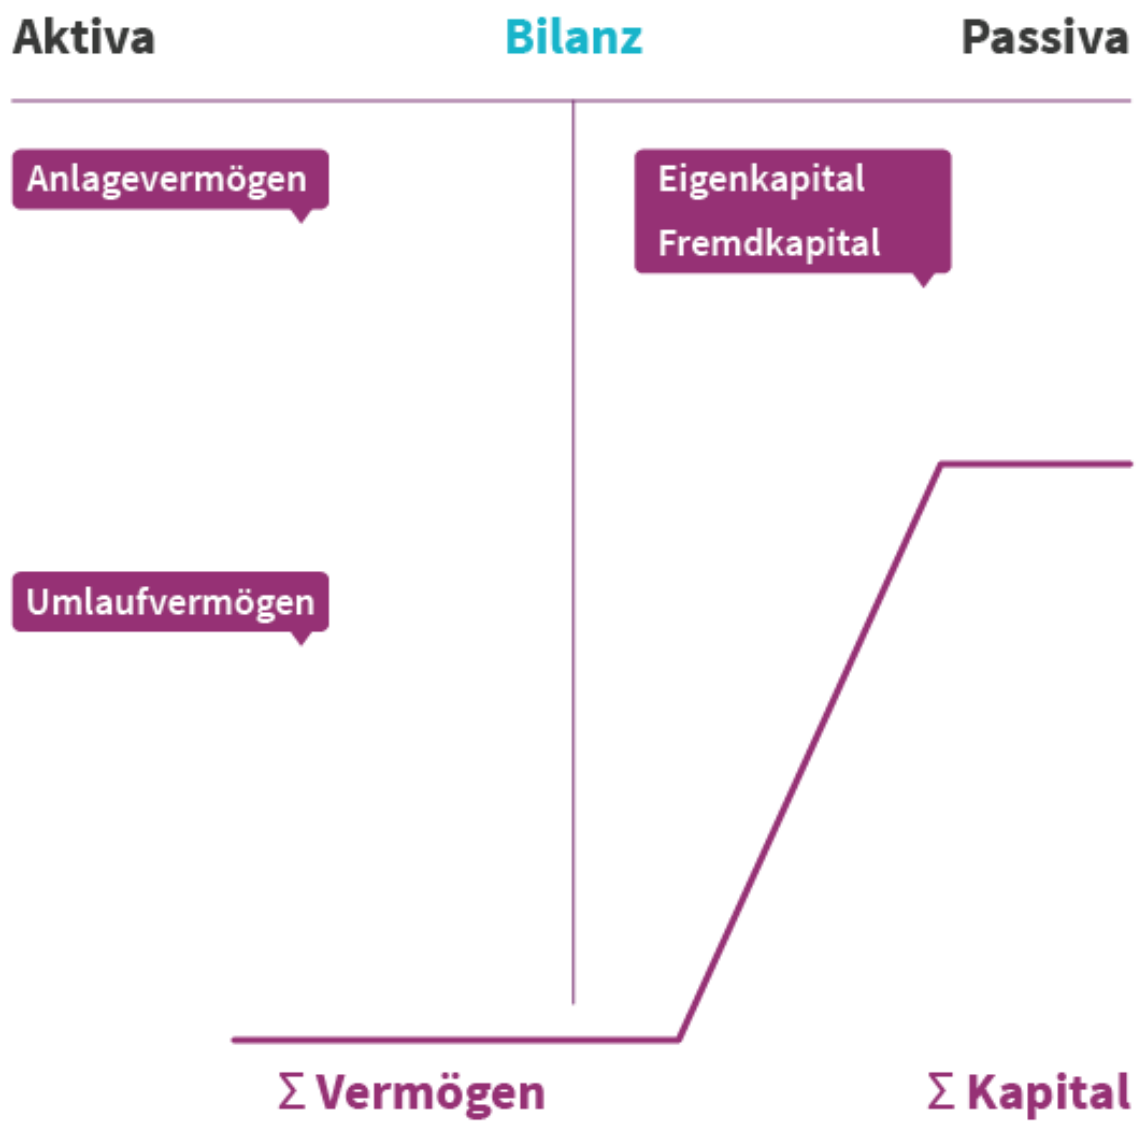 Aktiva Bilanz Passiva
Anlagevermögen
Eigenkapital
Fremdkapital
Umlaufvermögen
Σ Vermögen Σ Kapital